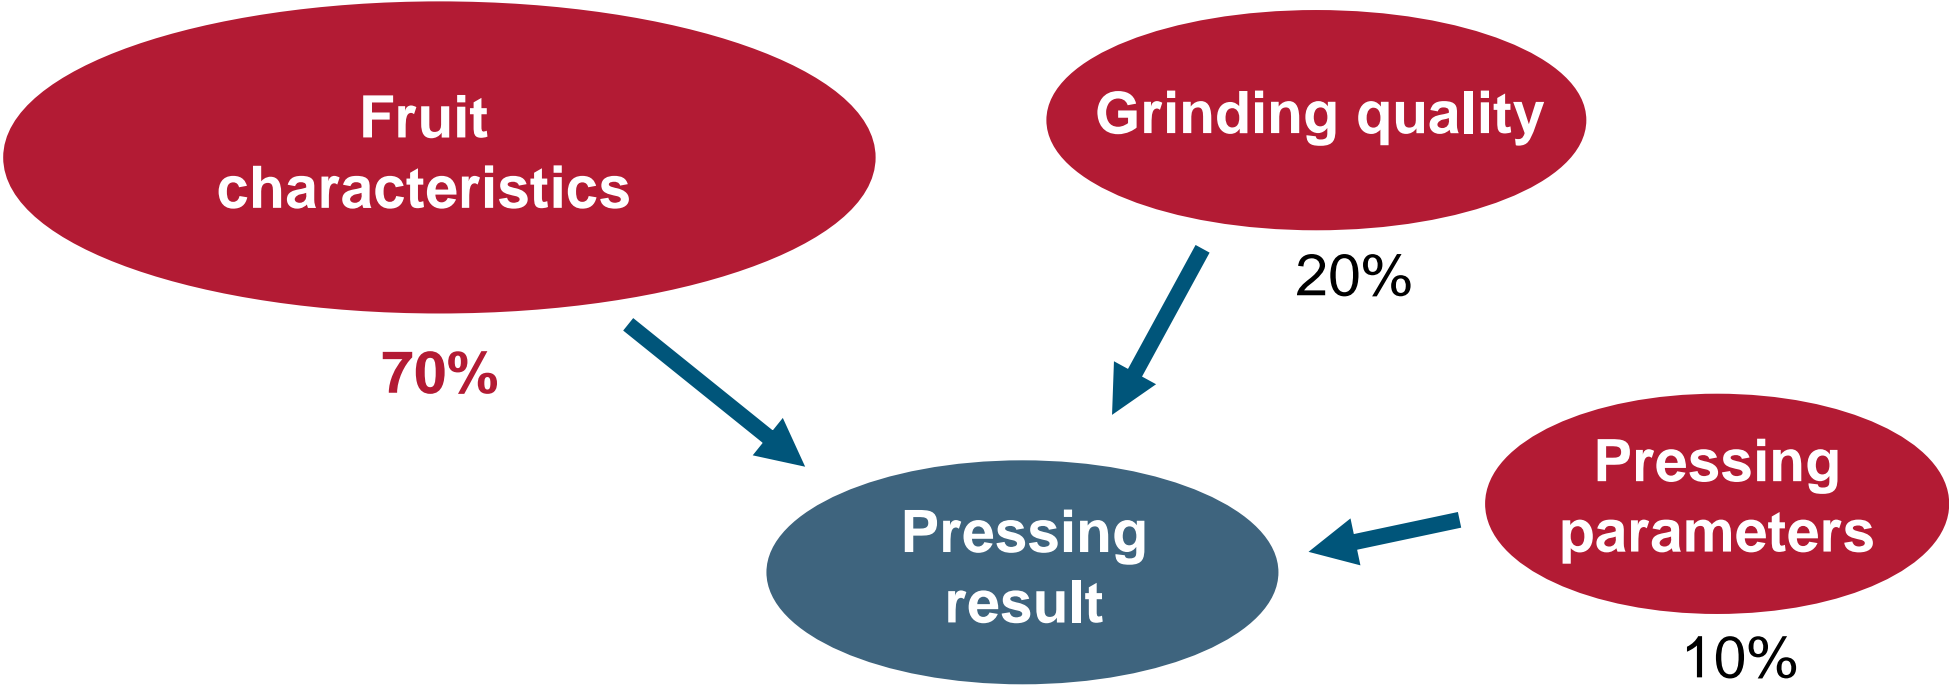 Fruit
characteristics
70%
Grinding quality
20%
Pressing
parameters
10%
Pressing
result